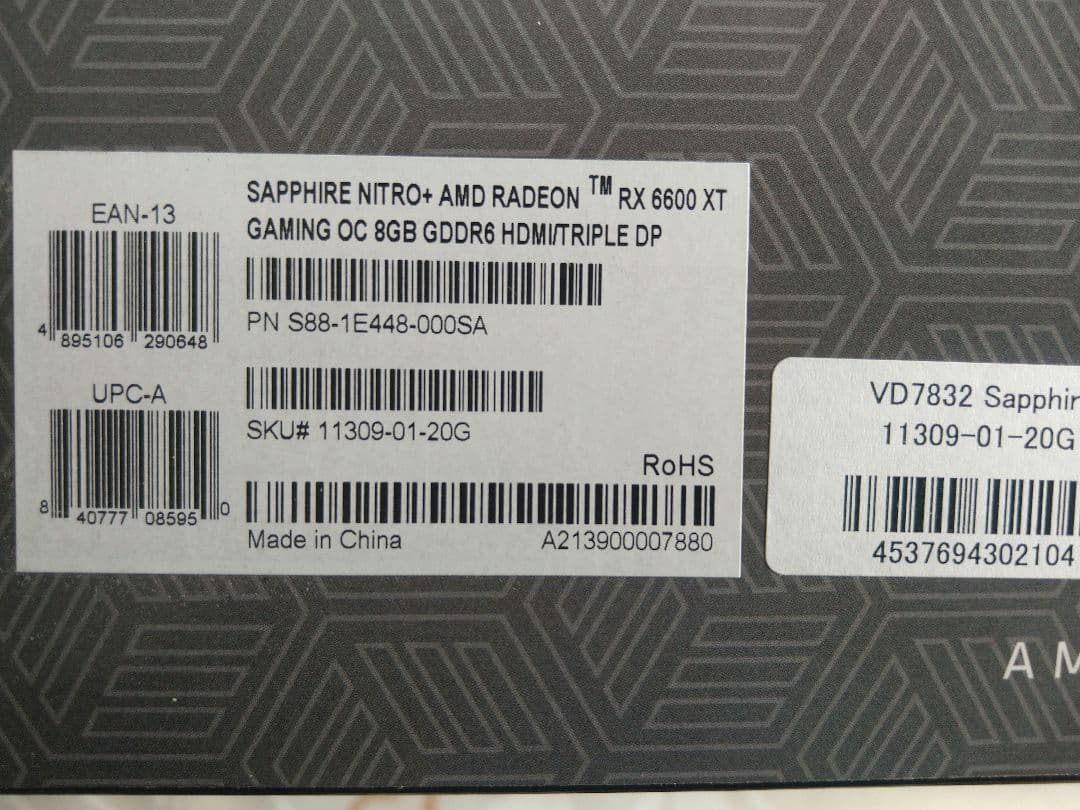 SAPPHIRE NITRO+ AMD RADEON ™ RX 6600 XT
GAMING OC 8GB GDDR6 HDMI/TRIPLE DP
EAN-13
4 895106 290648
PN S88-1E448-000SA
UPC-A
8 40777 08595 0
SKU# 11309-01-20G
RoHS
Made in China
A213900007880
VD7832 Sapphir
11309-01-20G
4537694302104
AM